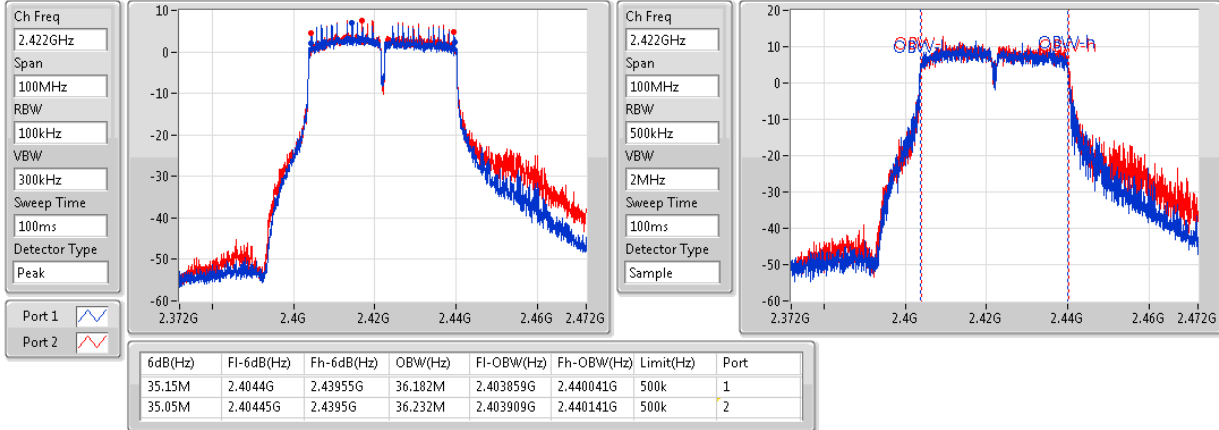 Ch Freq
2.422GHz
Span
100MHz
RBW
100kHz
VBW
300kHz
Sweep Time
100ms
Detector Type
Peak
Port 1
Port 2
10
0
-10
-20
-30
-40
-50
-60
2.372G 2.4G 2.42G 2.44G 2.46G 2.472G
Ch Freq
2.422GHz
Span
100MHz
RBW
500kHz
VBW
2MHz
Sweep Time
100ms
Detector Type
Sample
20
10
0
-10
-20
-30
-40
-50
-60
OBW-l OBW-h
2.372G 2.4G 2.42G 2.44G 2.46G 2.472G
6dB(Hz) Fl-6dB(Hz) Fh-6dB(Hz) OBW(Hz) Fl-OBW(Hz) Fh-OBW(Hz) Limit(Hz) Port
35.15M 2.4044G 2.43955G 36.182M 2.403859G 2.440041G 500k 1
35.05M 2.40445G 2.4395G 36.232M 2.403909G 2.440141G 500k 2